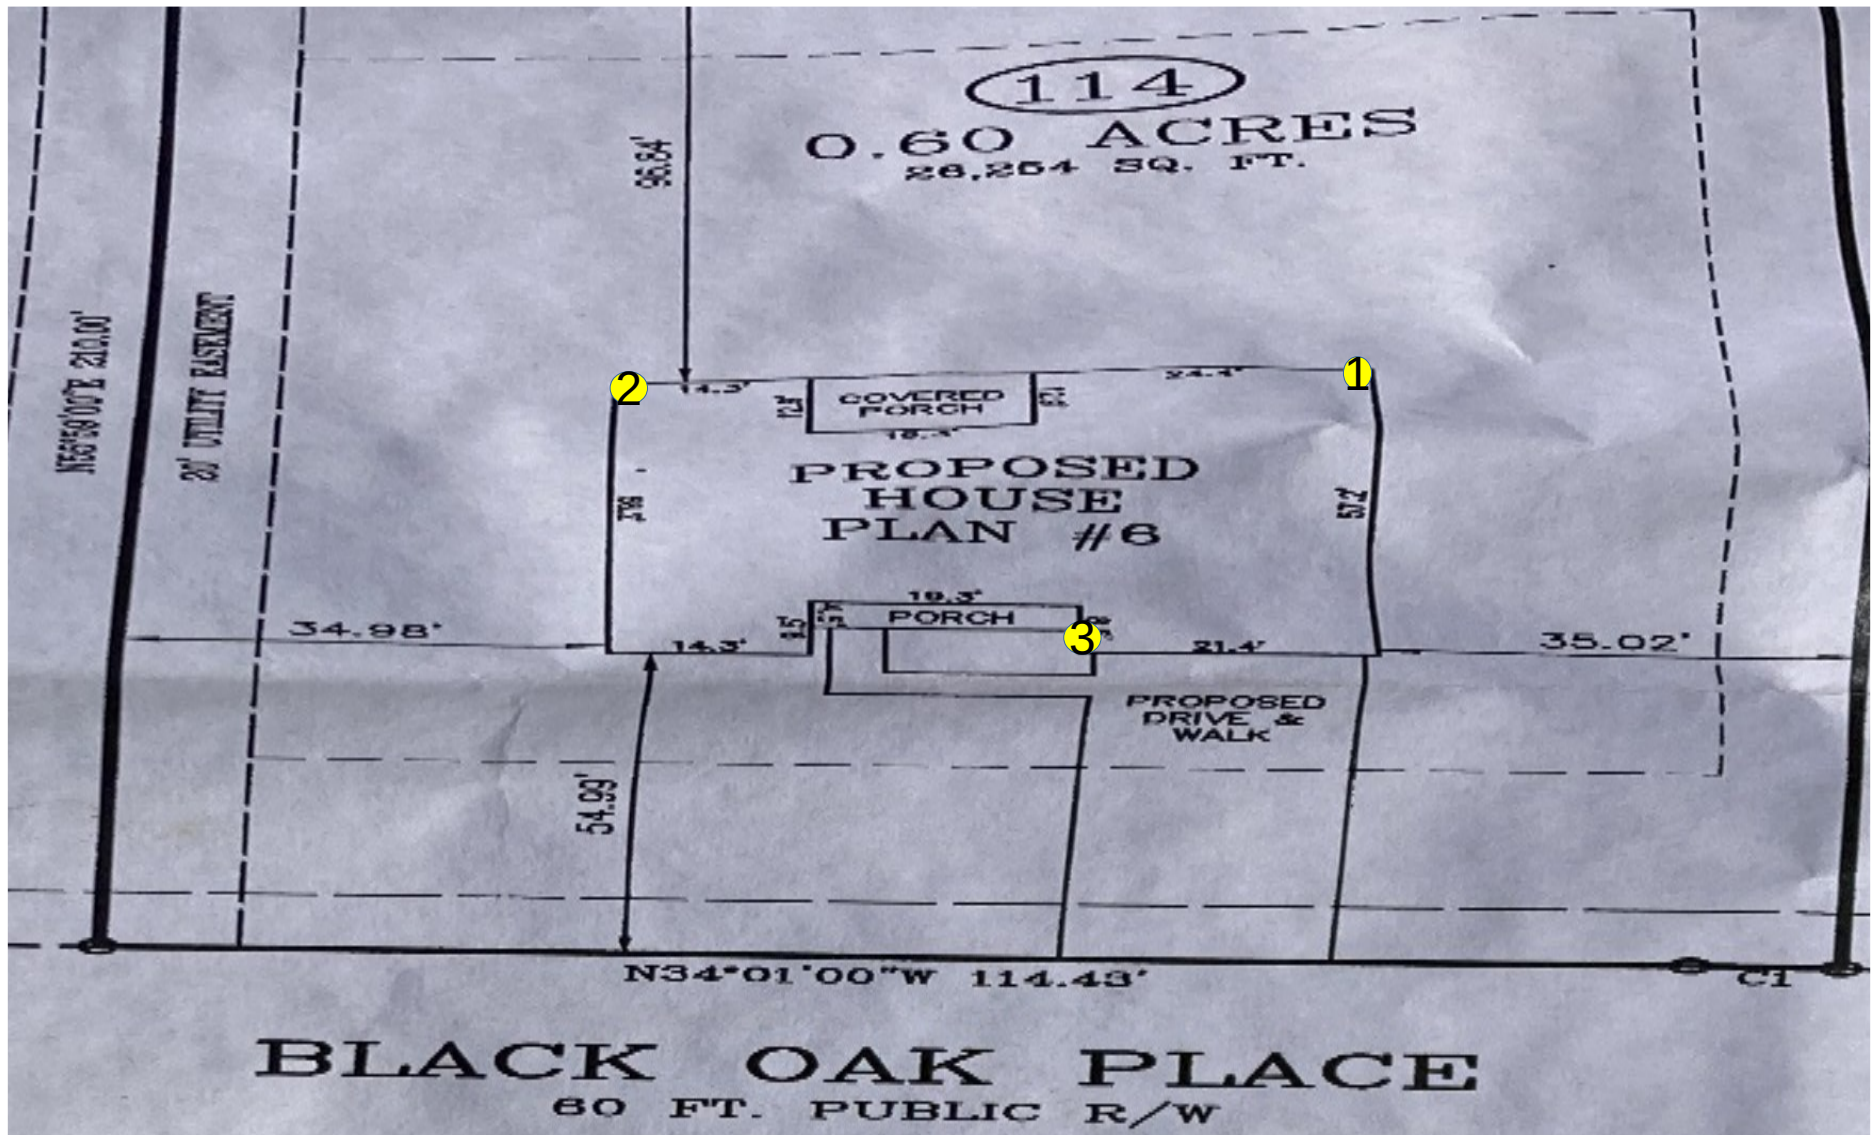 114
0.60 ACRES
26,254 SQ. FT.
96.84'
N55°59'00"E 210.00'
20' UTILITY EASEMENT
2
1
14.3'
24.4'
COVERED
PORCH
PROPOSED
HOUSE
PLAN #6
57.2'
19.3'
PORCH
3
34.98'
14.3'
21.4'
35.02'
PROPOSED
DRIVE &
WALK
54.99'
N34°01'00"W 114.43'
C1
BLACK OAK PLACE
60 FT. PUBLIC R/W